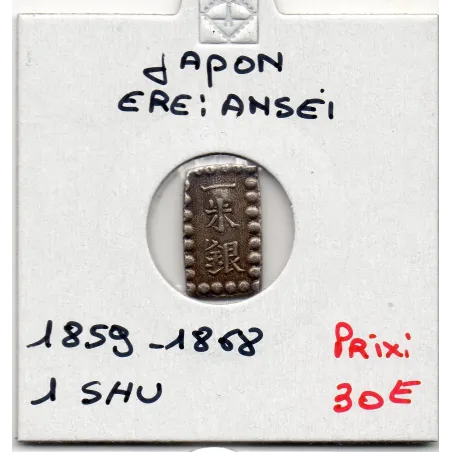 JAPON
ERE: ANSEI
一
朱
銀
1859-1868
1 SHU
Prix:
30E